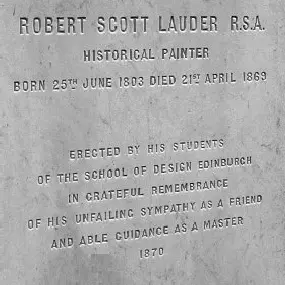 ROBERT SCOTT LAUDER R.S.A.
HISTORICAL PAINTER
BORN 25TH JUNE 1803 DIED 21ST APRIL 1869
ERECTED BY HIS STUDENTS
OF THE SCHOOL OF DESIGN EDINBURGH
IN GRATEFUL REMEMBRANCE
OF HIS UNFAILING SYMPATHY AS A FRIEND
AND ABLE GUIDANCE AS A MASTER
1870